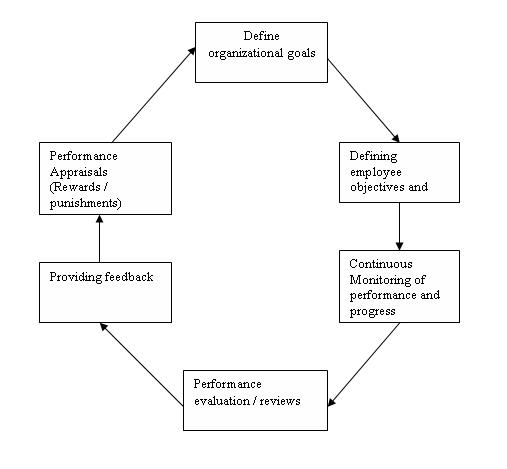 Define
organizational goals
Defining
employee
objectives and
Continuous
Monitoring of
performance and
progress
Performance
evaluation / reviews
Providing feedback
Performance
Appraisals
(Rewards /
punishments)